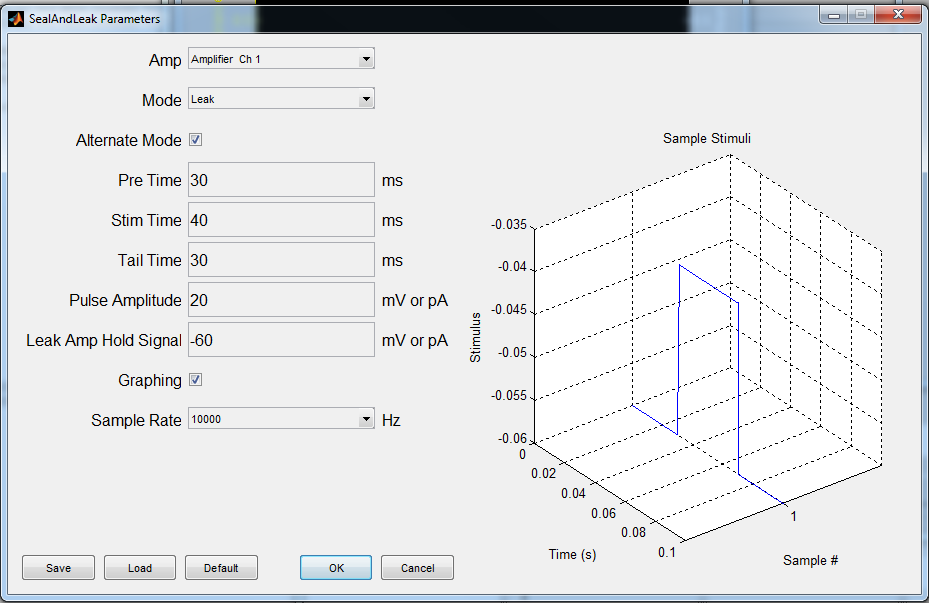 SealAndLeak Parameters
Amp Amplifier Ch 1
Mode Leak
Alternate Mode
Pre Time 30 ms
Stim Time 40 ms
Tail Time 30 ms
Pulse Amplitude 20 mV or pA
Leak Amp Hold Signal -60 mV or pA
Graphing
Sample Rate 10000 Hz
Sample Stimuli
-0.035
-0.04
-0.045
-0.05
-0.055
-0.06
Stimulus
0
0.02
0.04
0.06
0.08
0.1
Time (s)
1
Sample #
Save Load Default OK Cancel